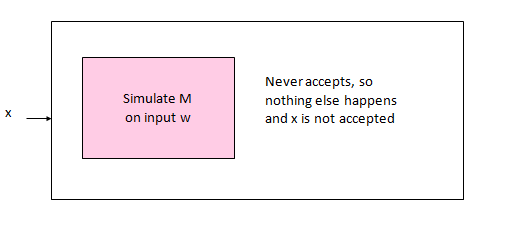 x
Simulate M
on input w
Never accepts, so
nothing else happens
and x is not accepted